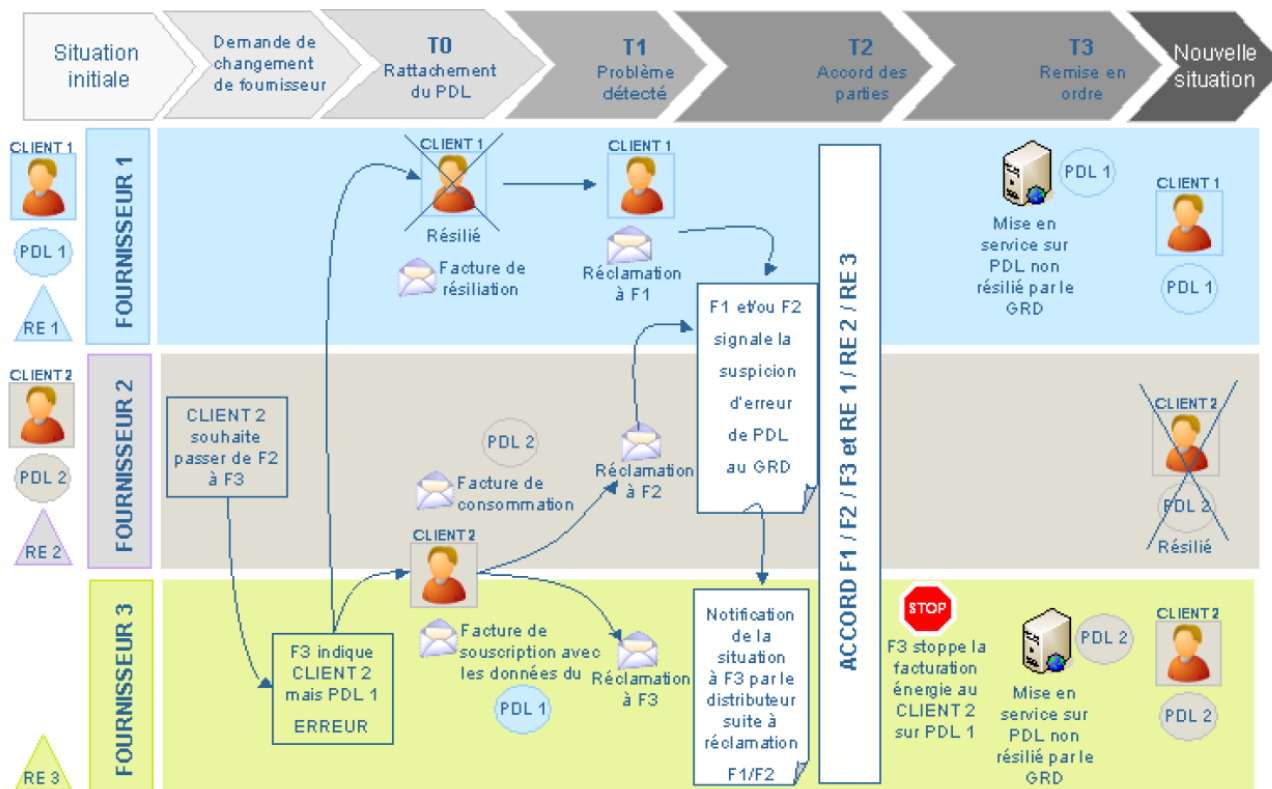 Situation
initiale
Demande de
changement
de fournisseur
T0
Rattachement
du PDL
T1
Problème
détecté
T2
Accord des
parties
T3
Remise en
ordre
Nouvelle
situation
CLIENT 1
PDL 1
RE 1
FOURNISSEUR 1
CLIENT 1
Résilié
Facture de
résiliation
CLIENT 1
Réclamation
à F1
F1 et/ou F2
signale la
suspicion
d'erreur
de PDL
au GRD
ACCORD F1 / F2 / F3 et RE 1 / RE 2 / RE 3
PDL 1
Mise en
service sur
PDL non
résilié par le
GRD
CLIENT 1
PDL 1
CLIENT 2
PDL 2
RE 2
FOURNISSEUR 2
CLIENT 2
souhaite
passer de F2
à F3
PDL 2
Facture de
consommation
CLIENT 2
Réclamation
à F2
CLIENT 2
PDL 2
Résilié
RE 3
FOURNISSEUR 3
F3 indique
CLIENT 2
mais PDL 1
ERREUR
Facture de
souscription avec
les données du
PDL 1
Réclamation
à F3
Notification
de la
situation
à F3 par le
distributeur
suite à
réclamation
F1/F2
STOP
F3 stoppe la
facturation
énergie au
CLIENT 2
sur PDL 1
PDL 2
Mise en
service sur
PDL non
résilié par le
GRD
CLIENT 2
PDL 2